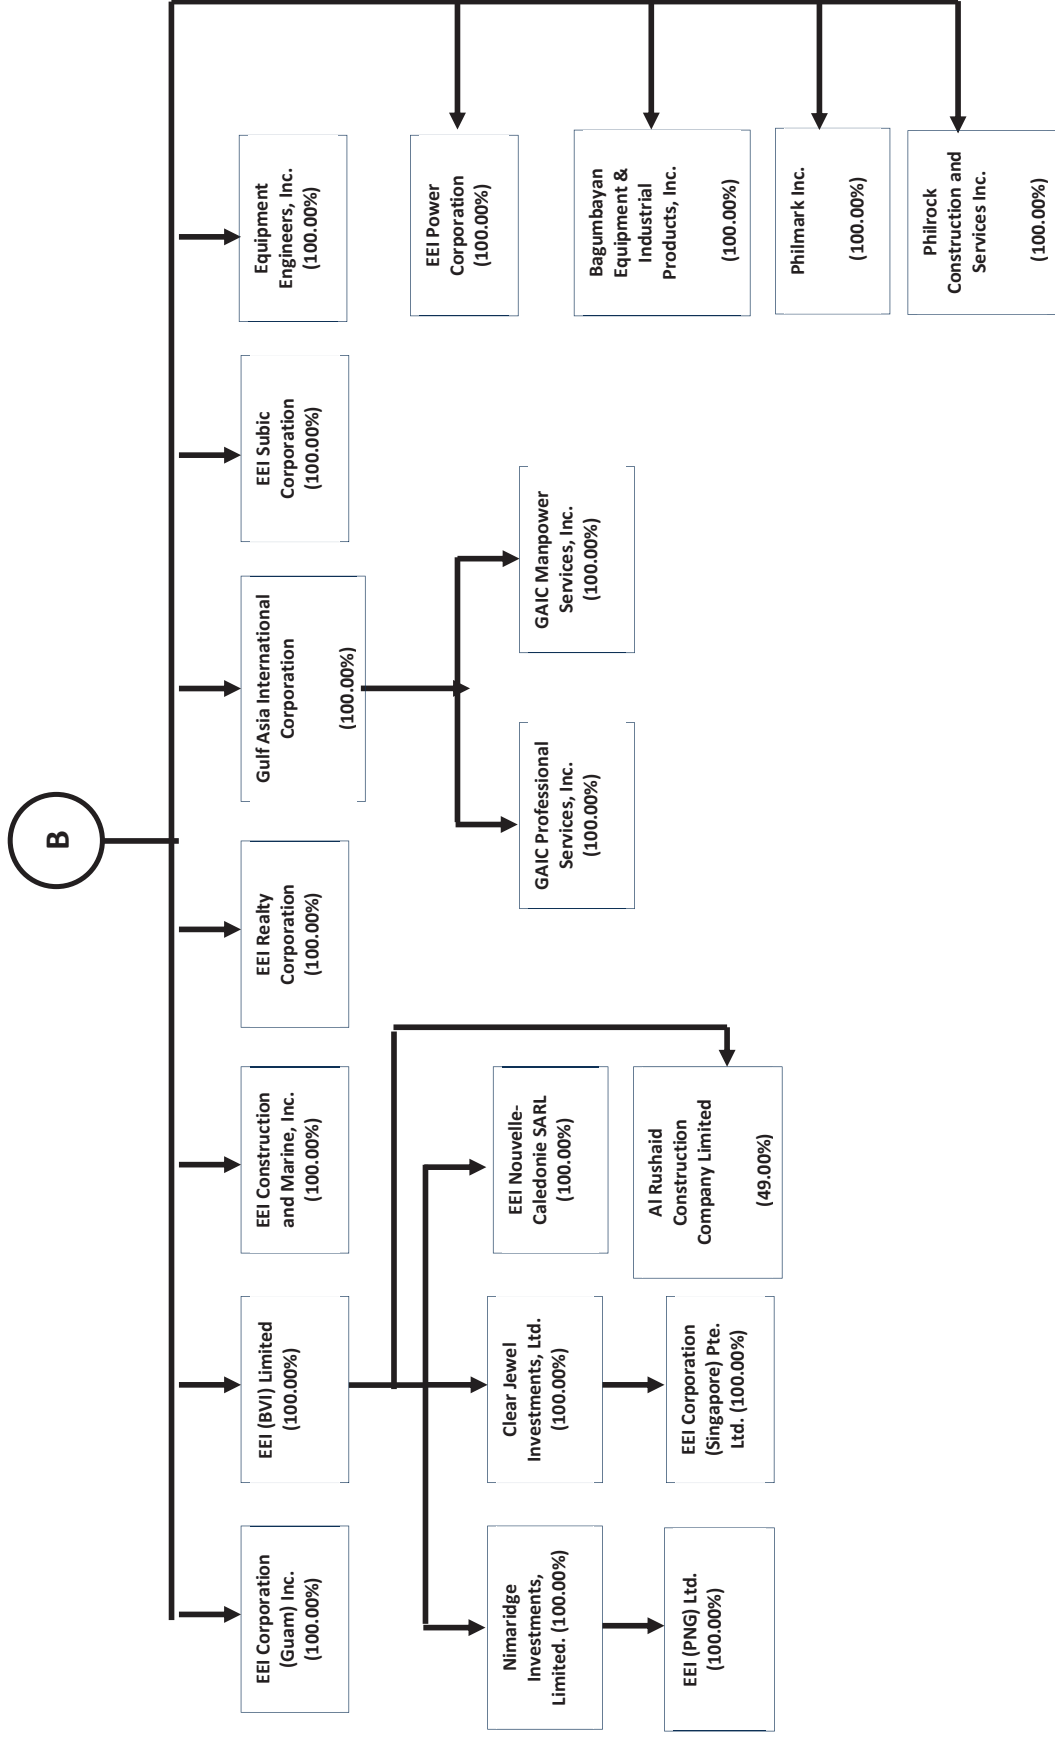 B
EEI Corporation
(Guam) Inc.
(100.00%)
EEI (BVI) Limited
(100.00%)
EEI Construction
and Marine, Inc.
(100.00%)
EEI Realty
Corporation
(100.00%)
Gulf Asia International
Corporation
(100.00%)
EEI Subic
Corporation
(100.00%)
Equipment
Engineers, Inc.
(100.00%)
EEI Power
Corporation
(100.00%)
Bagumbayan
Equipment &
Industrial
Products, Inc.
(100.00%)
Philmark Inc.
(100.00%)
Philrock
Construction and
Services Inc.
(100.00%)
Nimaridge
Investments,
Limited. (100.00%)
Clear Jewel
Investments, Ltd.
(100.00%)
EEI Nouvelle-
Caledonie SARL
(100.00%)
GAIC Professional
Services, Inc.
(100.00%)
GAIC Manpower
Services, Inc.
(100.00%)
EEI (PNG) Ltd.
(100.00%)
EEI Corporation
(Singapore) Pte.
Ltd. (100.00%)
Al Rushaid
Construction
Company Limited
(49.00%)